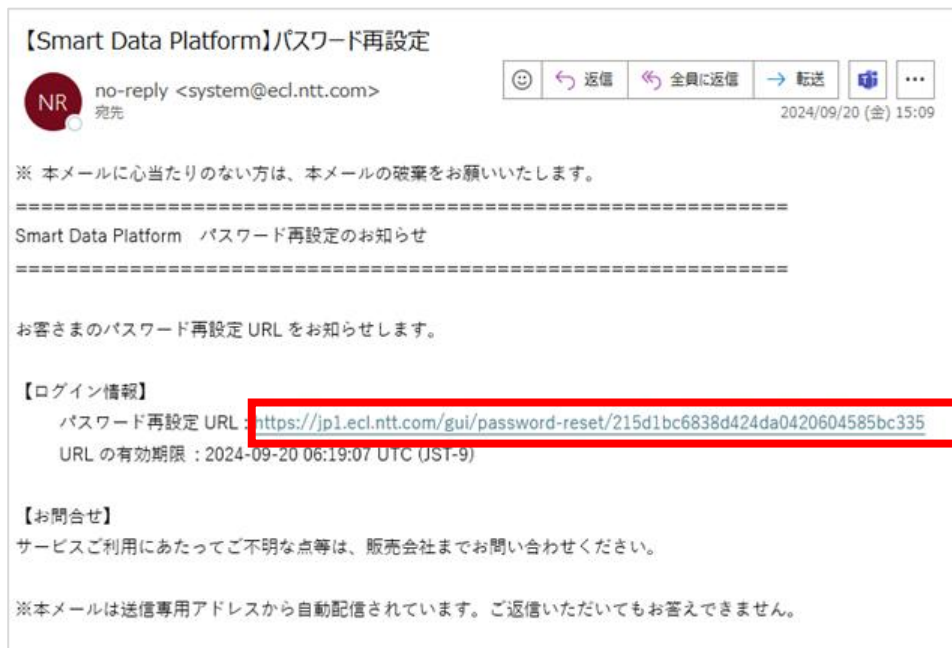 【Smart Data Platform】パスワード再設定
NR
no-reply <system@ecl.ntt.com>
宛先
返信
全員に返信
転送
2024/09/20 (金) 15:09
※ 本メールに心当たりのない方は、本メールの破棄をお願いいたします。
=============================================================
Smart Data Platform　パスワード再設定のお知らせ
=============================================================
お客さまのパスワード再設定 URL をお知らせします。
【ログイン情報】
パスワード再設定 URL : https://jp1.ecl.ntt.com/gui/password-reset/215d1bc6838d424da0420604585bc335
URL の有効期限 : 2024-09-20 06:19:07 UTC (JST-9)
【お問合せ】
サービスご利用にあたってご不明な点等は、販売会社までお問い合わせください。
※本メールは送信専用アドレスから自動配信されています。ご返信いただいてもお答えできません。